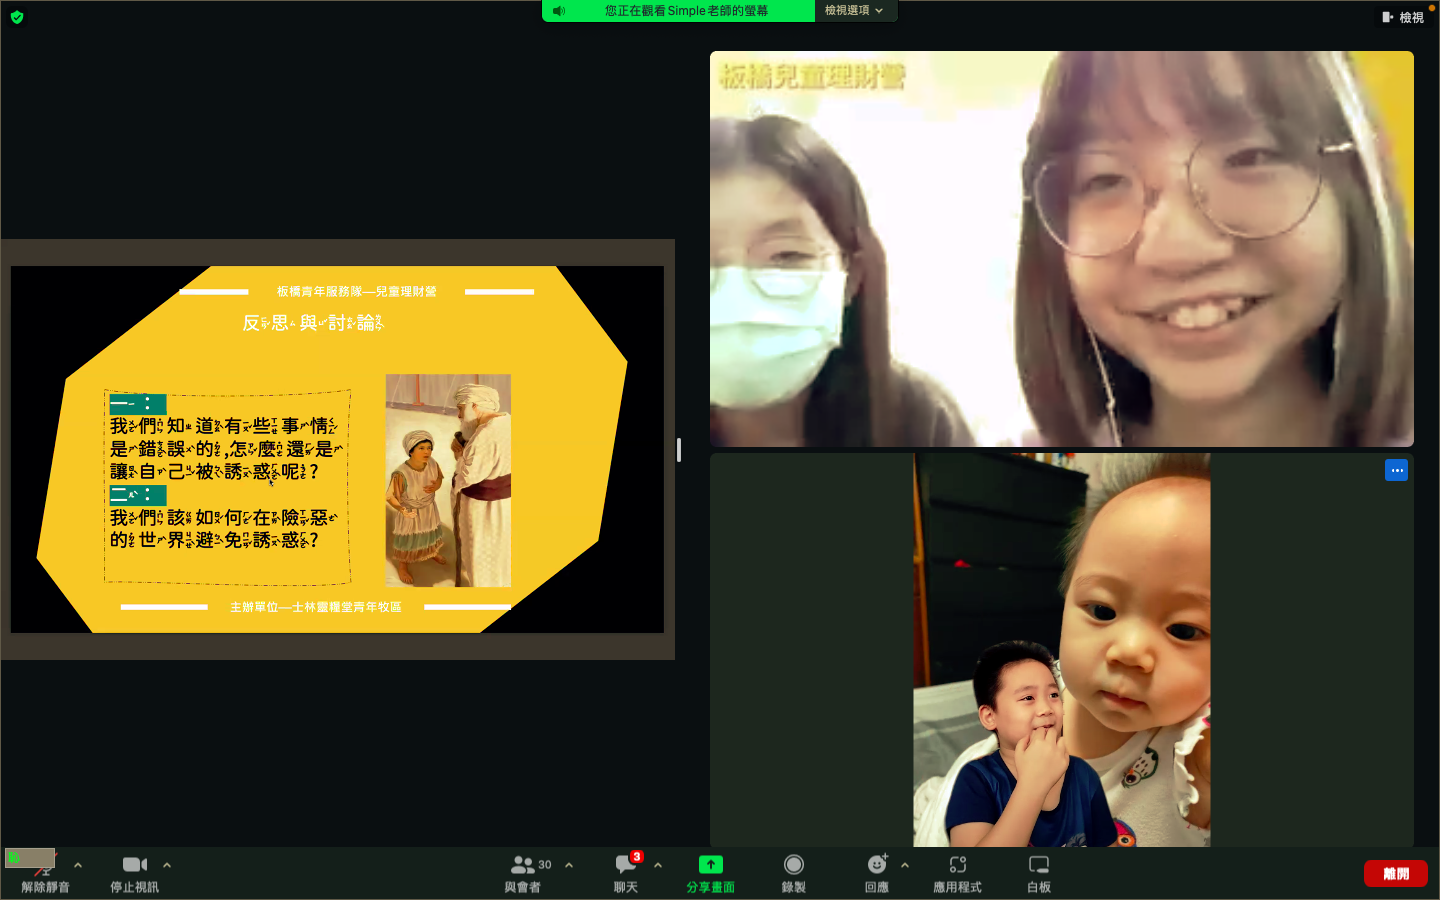 您正在觀看Simple老師的螢幕
檢視選項
檢視
板橋兒童理財營
板橋青年服務隊—兒童理財營
反思與討論
一：
我們知道有些事情
是錯誤的,怎麼還是
讓自己被誘惑呢?
二：
我們該如何在險惡
的世界避免誘惑?
主辦單位—士林靈糧堂青年牧區
解除靜音
停止視訊
30
與會者
3
聊天
分享畫面
錄製
回應
應用程式
白板
離開